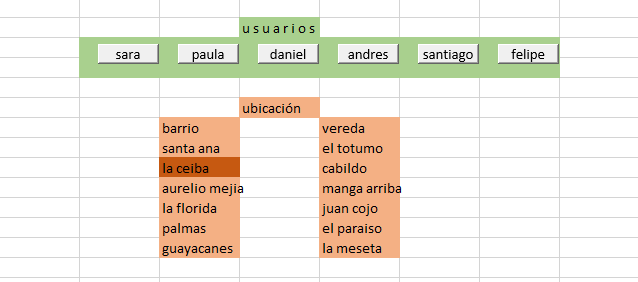 usuarios
sara paula daniel andres santiago felipe
ubicación
barrio vereda
santa ana el totumo
la ceiba cabildo
aurelio mejia manga arriba
la florida juan cojo
palmas el paraiso
guayacanes la meseta